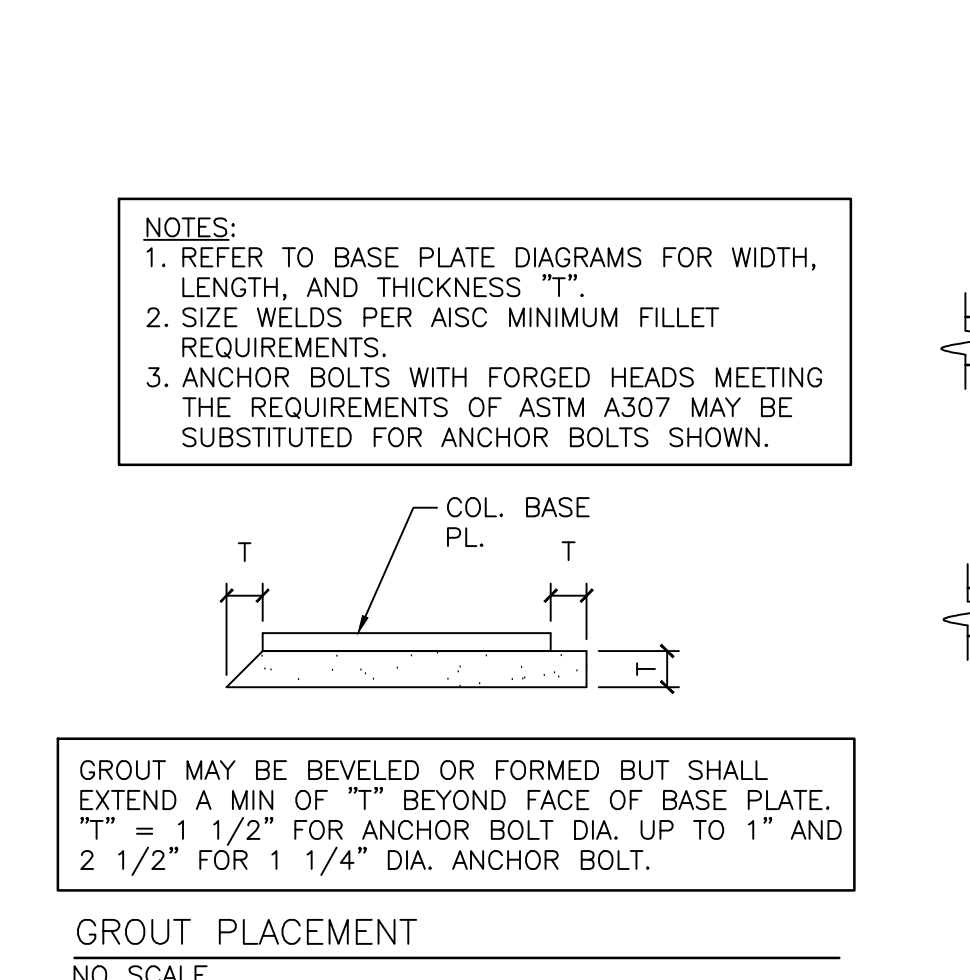 NOTES:
1. REFER TO BASE PLATE DIAGRAMS FOR WIDTH,
LENGTH, AND THICKNESS "T".
2. SIZE WELDS PER AISC MINIMUM FILLET
REQUIREMENTS.
3. ANCHOR BOLTS WITH FORGED HEADS MEETING
THE REQUIREMENTS OF ASTM A307 MAY BE
SUBSTITUTED FOR ANCHOR BOLTS SHOWN.
COL. BASE
PL.
T
T
T
GROUT MAY BE BEVELED OR FORMED BUT SHALL
EXTEND A MIN OF "T" BEYOND FACE OF BASE PLATE.
"T" = 1 1/2" FOR ANCHOR BOLT DIA. UP TO 1" AND
2 1/2" FOR 1 1/4" DIA. ANCHOR BOLT.
GROUT PLACEMENT
NO SCALE